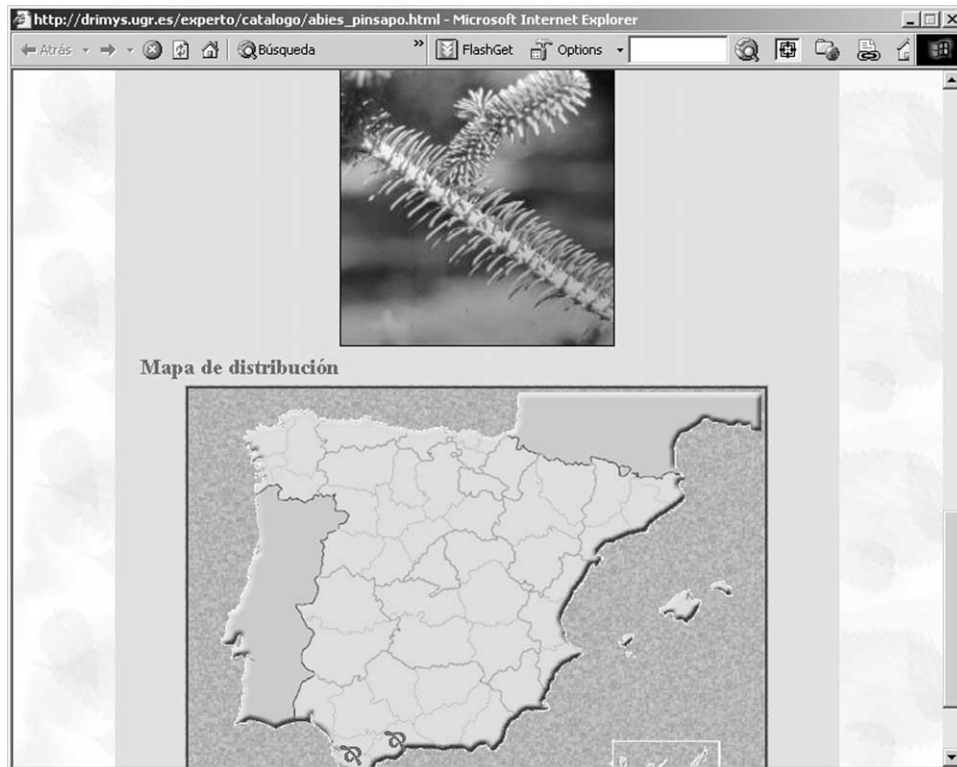 http://drimys.ugr.es/experto/catalogo/abies_pinsapo.html - Microsoft Internet Explorer
Atrás Búsqueda » FlashGet Options
Mapa de distribución